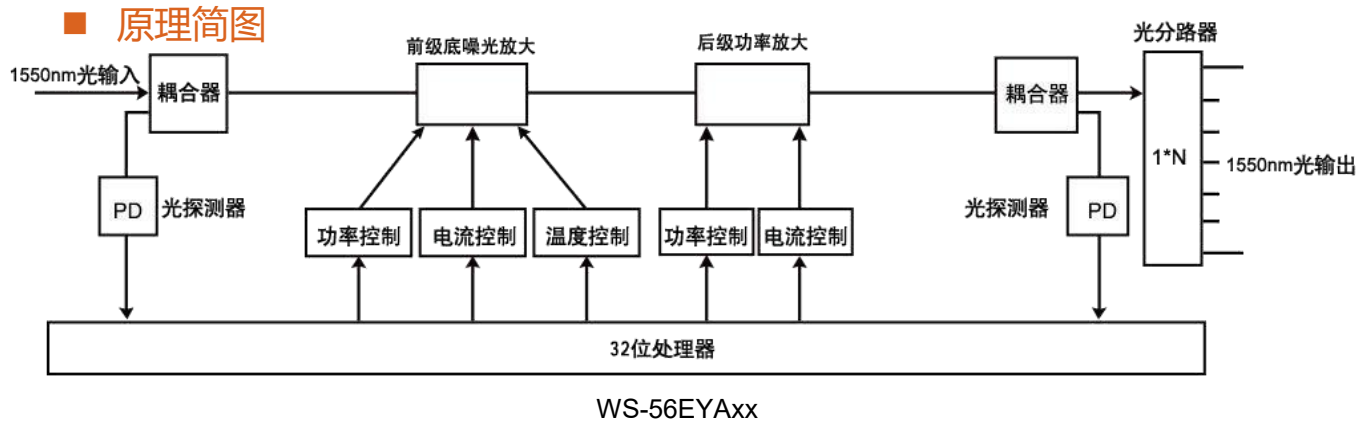 ■ 原理简图
前级底噪光放大
后级功率放大
光分路器
1550nm光输入
耦合器
耦合器
1*N
1550nm光输出
PD
光探测器
光探测器
PD
功率控制
电流控制
温度控制
功率控制
电流控制
32位处理器
WS-56EYAxx